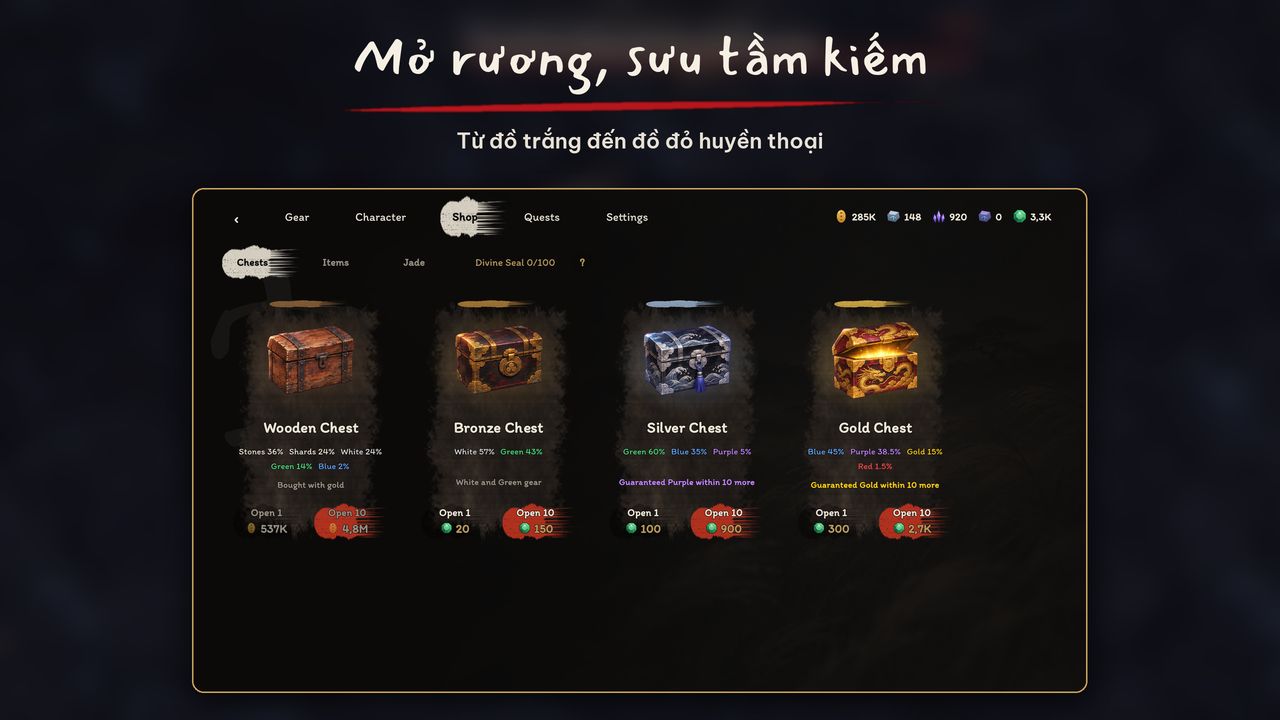 Mở rương, sưu tầm kiếm
Từ đồ trắng đến đồ đỏ huyền thoại
‹ Gear Character Shop Quests Settings 285K 148 920 0 3,3K
Chests Items Jade Divine Seal 0/100 ?
Wooden Chest
Stones 36% Shards 24% White 24%
Green 14% Blue 2%
Bought with gold
Open 1 Open 10
537K 4,8M
Bronze Chest
White 57% Green 43%
White and Green gear
Open 1 Open 10
20 150
Silver Chest
Green 60% Blue 35% Purple 5%
Guaranteed Purple within 10 more
Open 1 Open 10
100 900
Gold Chest
Blue 45% Purple 38.5% Gold 15%
Red 1.5%
Guaranteed Gold within 10 more
Open 1 Open 10
300 2,7K